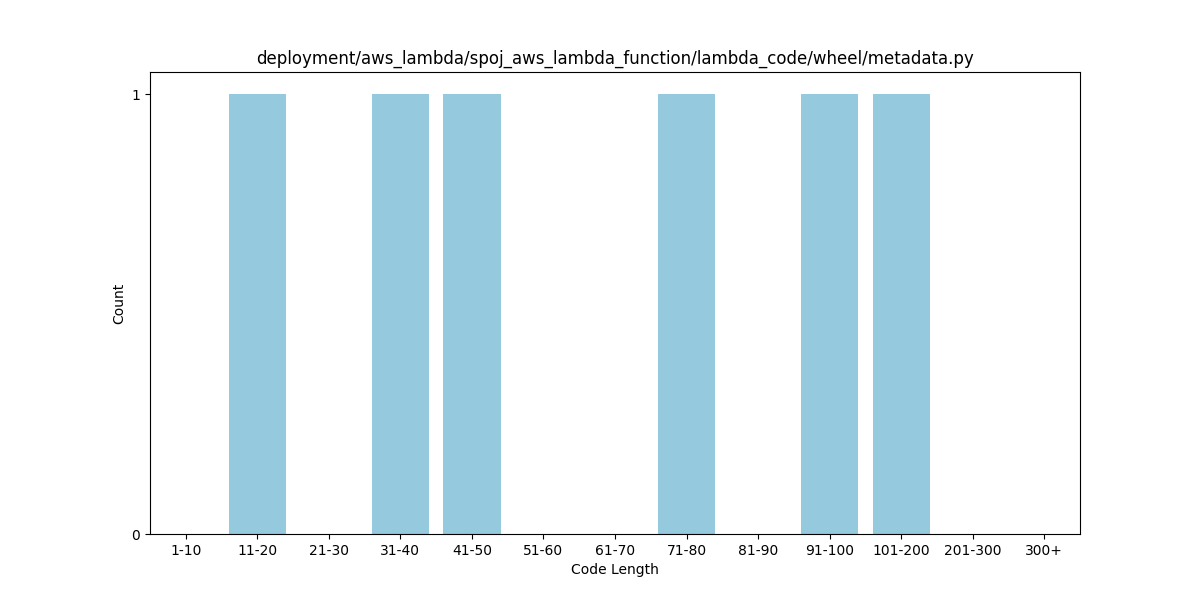 deployment/aws_lambda/spoj_aws_lambda_function/lambda_code/wheel/metadata.py
1
Count
0
1-10 11-20 21-30 31-40 41-50 51-60 61-70 71-80 81-90 91-100 101-200 201-300 300+
Code Length